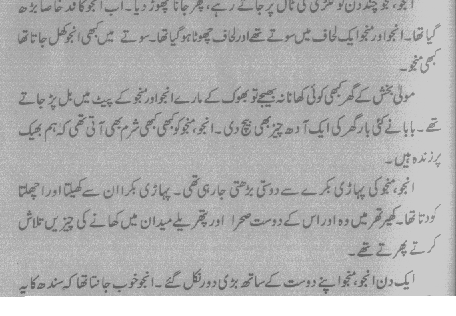 انجو، منجو چند دن تو نہر کی نال پر جاتے رہے، پھر جانا چھوڑ دیا۔ اب انجو کا قد خاصا بڑھ
گیا تھا۔ انجو اور منجو ایک لحاف میں سوتے تھے اور لحاف چھوٹا ہو گیا تھا۔ سوتے میں کبھی انجو کھل جاتا تھا
کبھی منجو۔
مولیٰ بخش کے گھر کبھی کوئی کھانا نہ بھیجے تو بھوک کے مارے انجو اور منجو کے پیٹ میں بل پڑ جاتے
تھے۔ بابا نے کئی بار گھر کی ایک آدھ چیز بھی بیچ دی۔ انجو، منجو کو کبھی کبھی شرم بھی آتی تھی کہ ہم بھیک
پر زندہ ہیں۔
انجو، منجو کی پہاڑی بکرے سے دوستی بڑھتی جا رہی تھی۔ پہاڑی بکرا ان سے کھیلتا اور اچھلتا
کودتا تھا۔ کھیر تھر میں وہ اور اس کے دوست صحرا اور پتھریلے میدان میں کھانے کی چیزیں تلاش
کرتے پھرتے تھے۔
ایک دن انجو، منجو اپنے دوست کے ساتھ بڑی دور نکل گئے۔ انجو خوب جانتا تھا کہ سندھ کا یہ